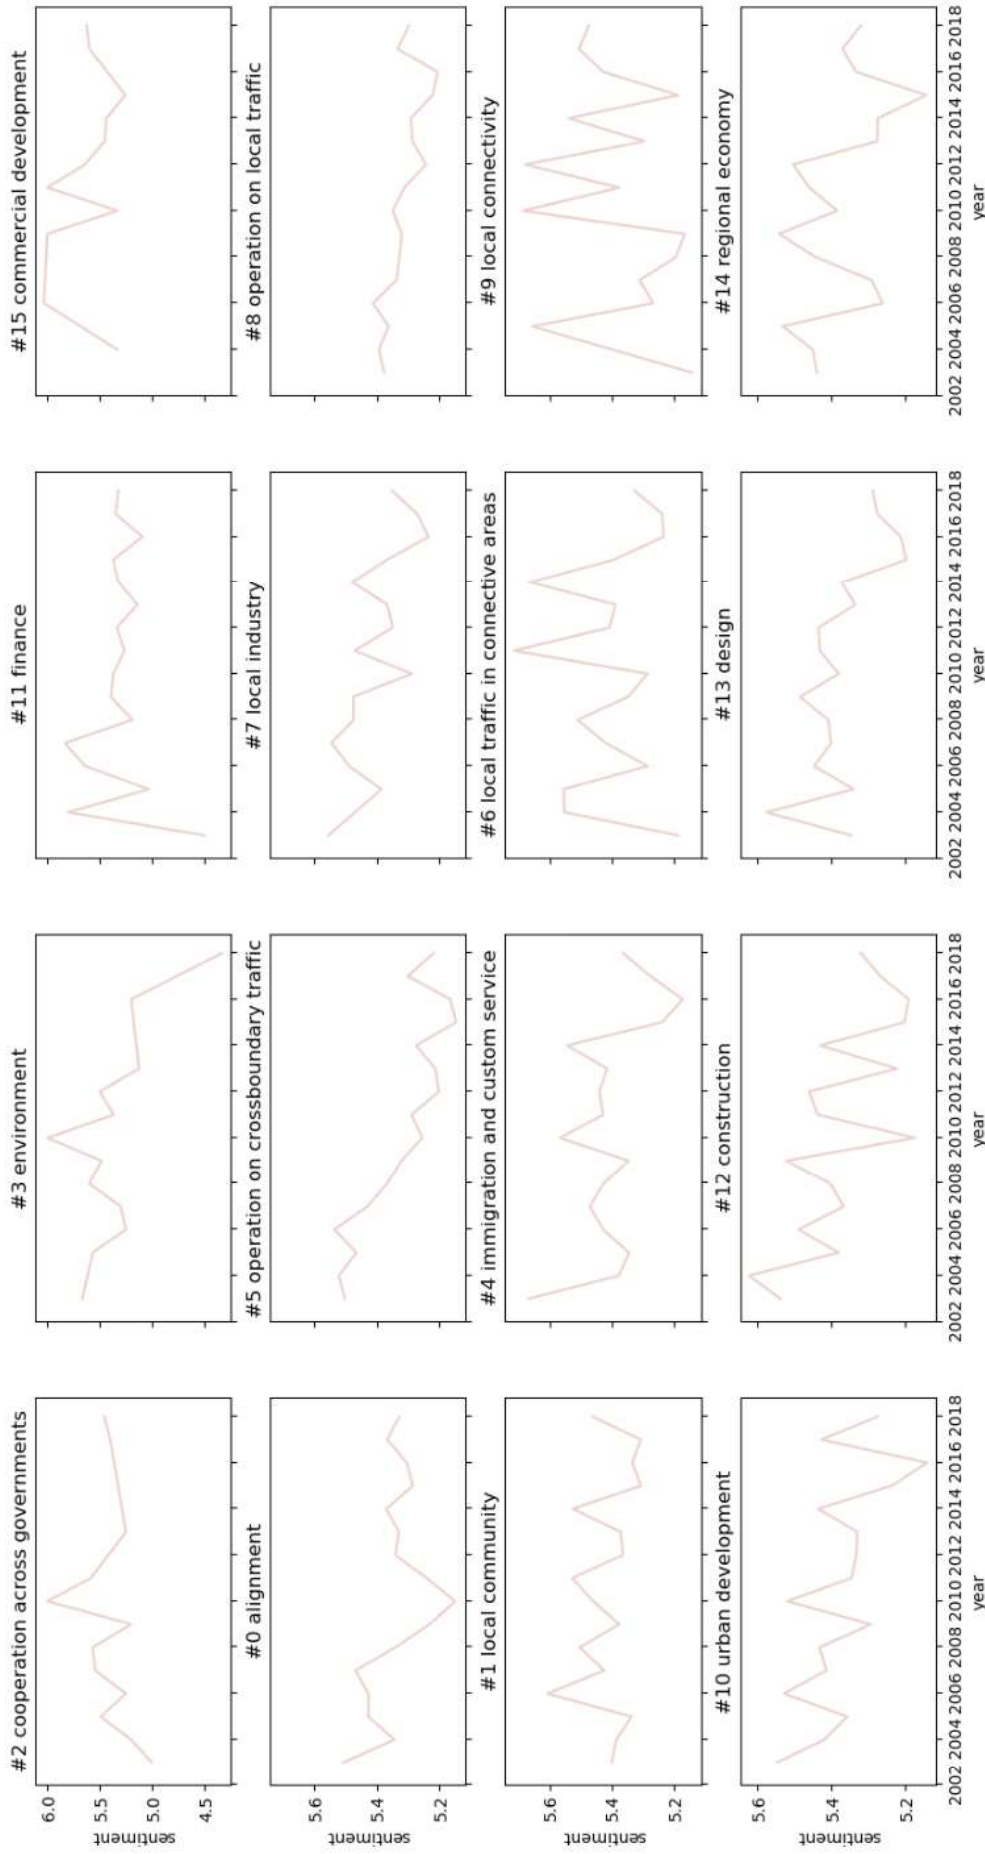 #2 cooperation across governments
#3 environment
#11 finance
#15 commercial development
6.0
5.5
5.0
4.5
sentiment
#0 alignment
#5 operation on crossboundary traffic
#7 local industry
#8 operation on local traffic
5.6
5.4
5.2
sentiment
#1 local community
#4 immigration and custom service
#6 local traffic in connective areas
#9 local connectivity
5.6
5.4
5.2
sentiment
#10 urban development
#12 construction
#13 design
#14 regional economy
5.6
5.4
5.2
sentiment
2002 2004 2006 2008 2010 2012 2014 2016 2018
2002 2004 2006 2008 2010 2012 2014 2016 2018
2002 2004 2006 2008 2010 2012 2014 2016 2018
2002 2004 2006 2008 2010 2012 2014 2016 2018
year
year
year
year